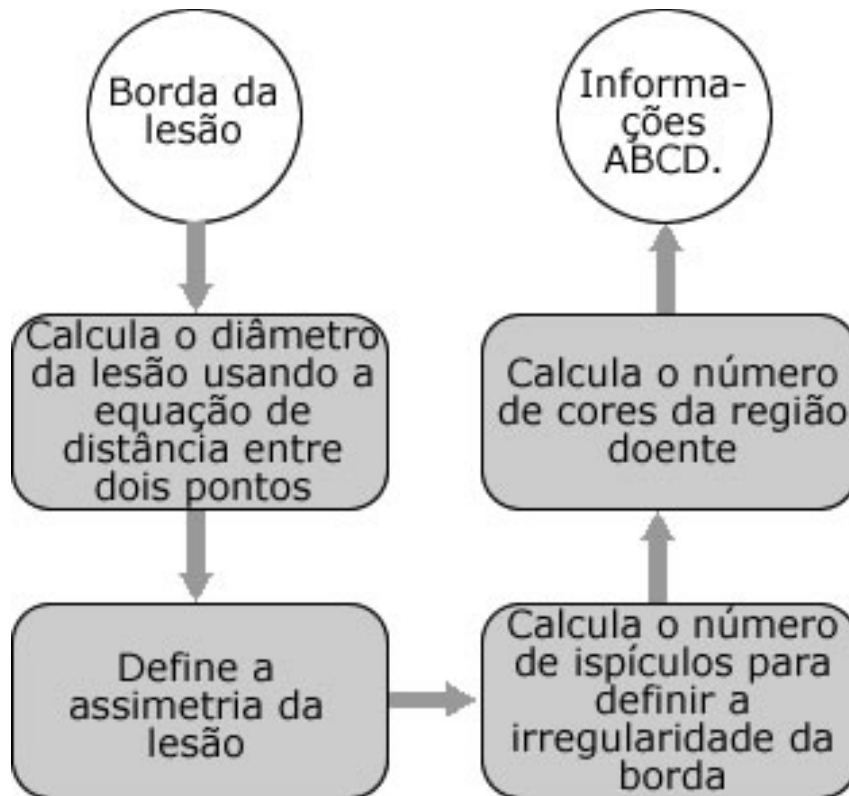 Borda da
lesão
Calcula o diâmetro
da lesão usando a
equação de
distância entre
dois pontos
Define a
assimetria da
lesão
Calcula o número
de ispículos para
definir a
irregularidade da
borda
Calcula o número
de cores da região
doente
Informa-
ções
ABCD.